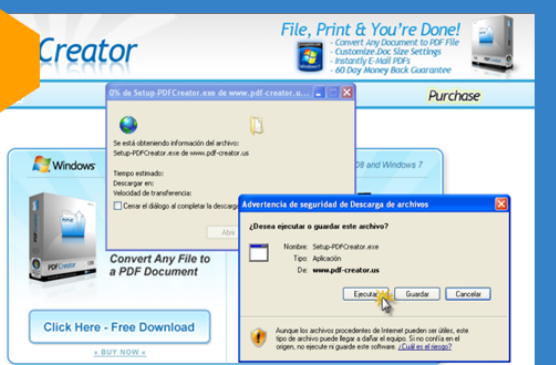 Creator
File, Print & You're Done!
- Convert Any Document to PDF File
- Customize Doc Size Settings
- Instantly E-Mail PDFs
- 60 Day Money Back Guarantee
Purchase
0% de Setup-PDFCreator.exe de www.pdf-creator.u...
Se está obteniendo información del archivo:
Setup-PDFCreator.exe de www.pdf-creator.us
Tiempo estimado:
Descargar en:
Velocidad de transferencia:
Cerrar el diálogo al completar la descarga
Abrir
Windows
and Windows 7
PDFCreator
Convert Any File to
a PDF Document
Click Here - Free Download
« BUY NOW «
Advertencia de seguridad de Descarga de archivos
¿Desea ejecutar o guardar este archivo?
Nombre: Setup-PDFCreator.exe
Tipo: Aplicación
De: www.pdf-creator.us
Ejecutar
Guardar
Cancelar
Aunque los archivos procedentes de Internet pueden ser útiles, este
tipo de archivo puede llegar a dañar el equipo. Si no confía en el
origen, no ejecute ni guarde este software. ¿Cuál es el riesgo?